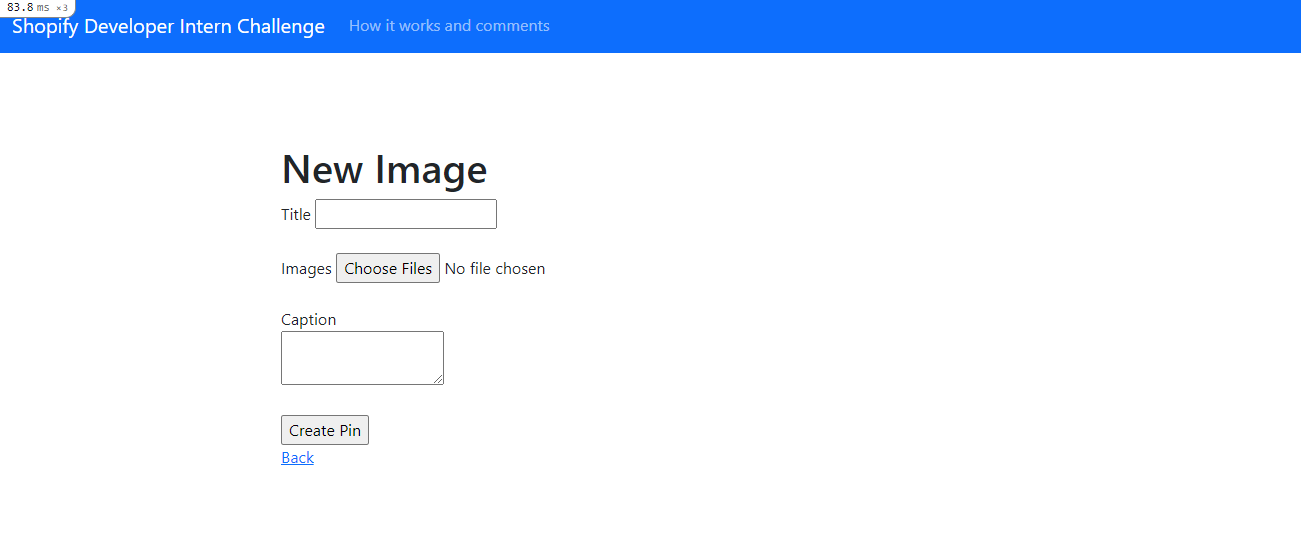 83.8 ms ×3
Shopify Developer Intern Challenge How it works and comments
New Image
Title
Images Choose Files No file chosen
Caption
Create Pin
Back